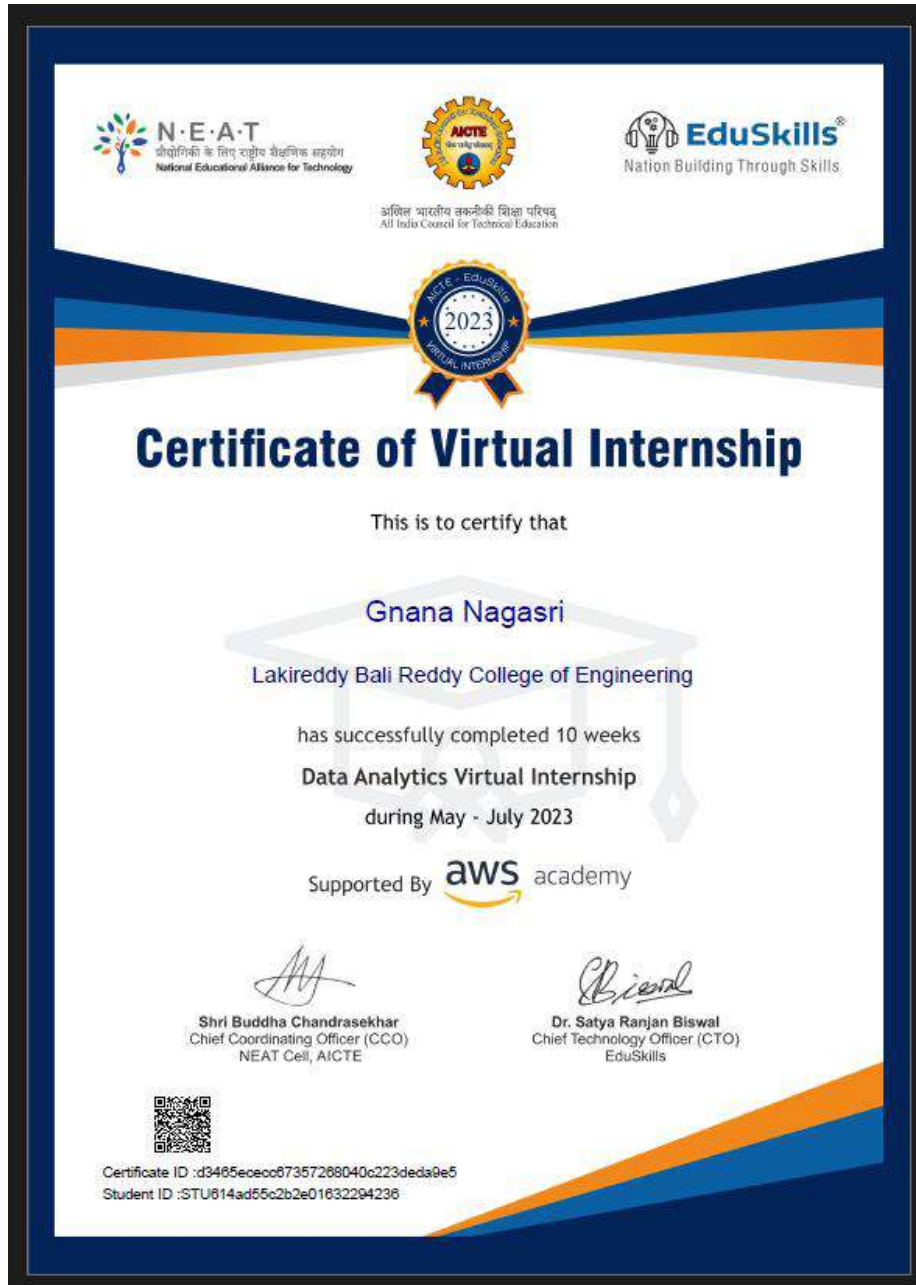 N·E·A·T
प्रौद्योगिकी के लिए राष्ट्रीय शैक्षणिक सहयोग
National Educational Alliance for Technology
AICTE
अखिल भारतीय तकनीकी शिक्षा परिषद्
All India Council for Technical Education
EduSkills®
Nation Building Through Skills
AICTE - EduSkills
2023
VIRTUAL INTERNSHIP
Certificate of Virtual Internship
This is to certify that
Gnana Nagasri
Lakireddy Bali Reddy College of Engineering
has successfully completed 10 weeks
Data Analytics Virtual Internship
during May - July 2023
Supported By aws academy
Shri Buddha Chandrasekhar
Chief Coordinating Officer (CCO)
NEAT Cell, AICTE
Dr. Satya Ranjan Biswal
Chief Technology Officer (CTO)
EduSkills
Certificate ID :d3465ececc67357268040c223deda9e5
Student ID :STU614ad55c2b2e01632294236